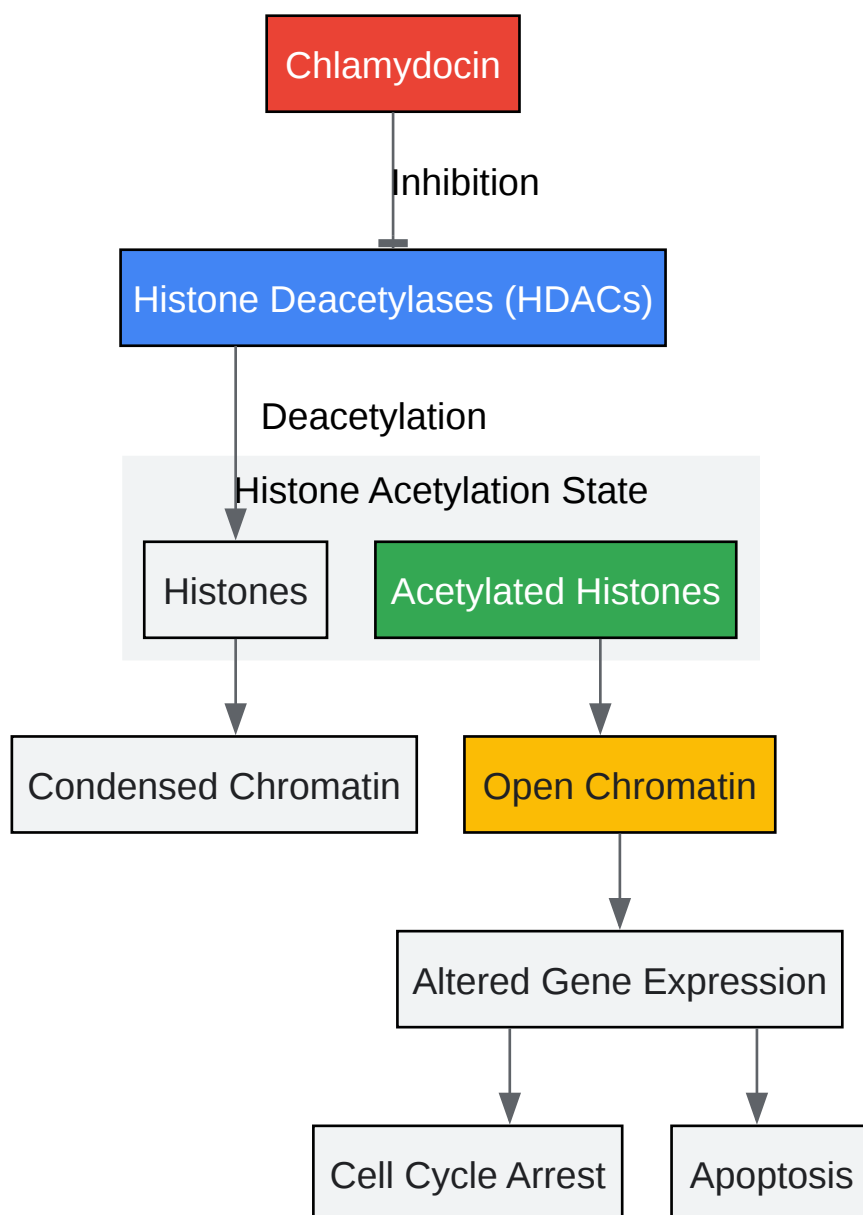 Chlamydocin
Inhibition
Histone Deacetylases (HDACs)
Deacetylation
Histone Acetylation State
Histones
Acetylated Histones
Condensed Chromatin
Open Chromatin
Altered Gene Expression
Cell Cycle Arrest
Apoptosis